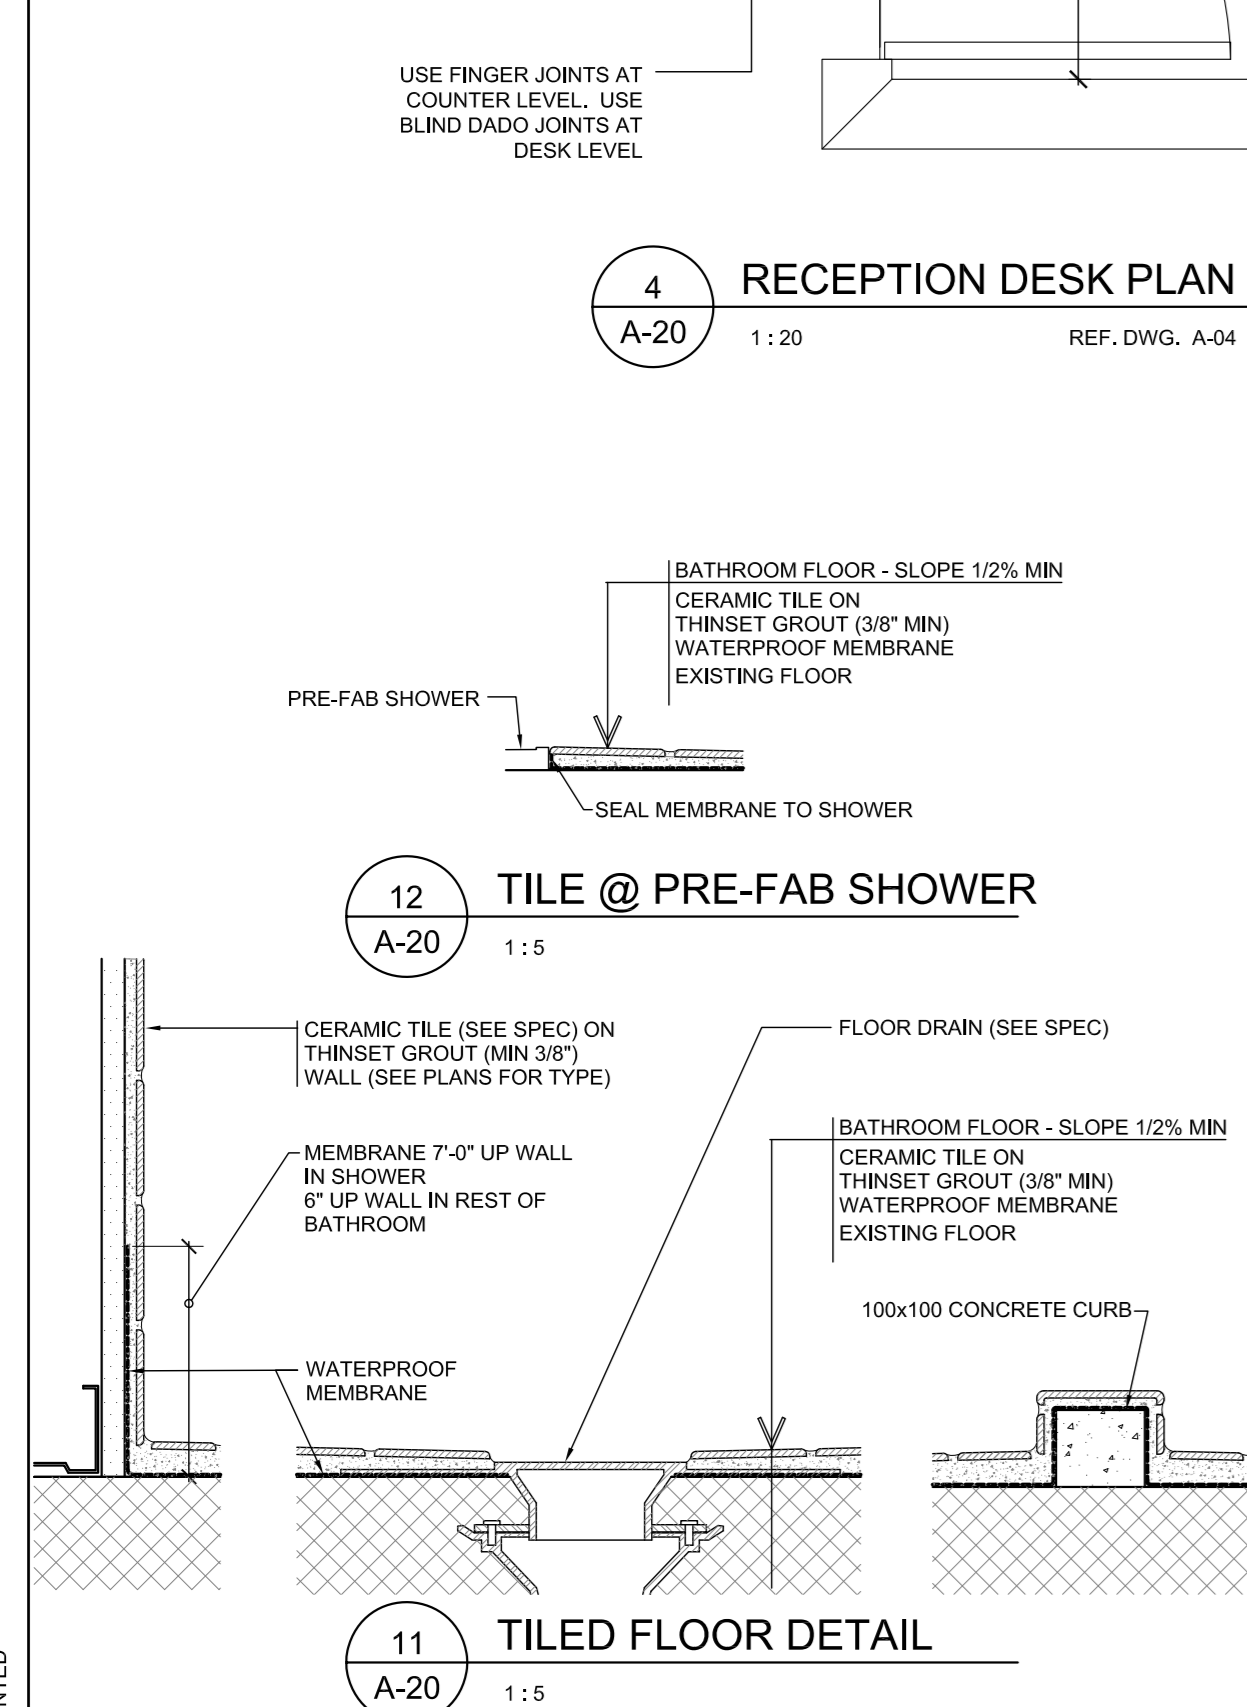 USE FINGER JOINTS AT
COUNTER LEVEL. USE
BLIND DADO JOINTS AT
DESK LEVEL
4
A-20
RECEPTION DESK PLAN
1 : 20
REF. DWG. A-04
BATHROOM FLOOR - SLOPE 1/2% MIN
CERAMIC TILE ON
THINSET GROUT (3/8" MIN)
WATERPROOF MEMBRANE
EXISTING FLOOR
PRE-FAB SHOWER
SEAL MEMBRANE TO SHOWER
12
A-20
TILE @ PRE-FAB SHOWER
1 : 5
CERAMIC TILE (SEE SPEC) ON
THINSET GROUT (MIN 3/8")
WALL (SEE PLANS FOR TYPE)
FLOOR DRAIN (SEE SPEC)
MEMBRANE 7'-0" UP WALL
IN SHOWER
6" UP WALL IN REST OF
BATHROOM
BATHROOM FLOOR - SLOPE 1/2% MIN
CERAMIC TILE ON
THINSET GROUT (3/8" MIN)
WATERPROOF MEMBRANE
EXISTING FLOOR
100x100 CONCRETE CURB
WATERPROOF
MEMBRANE
11
A-20
TILED FLOOR DETAIL
1 : 5